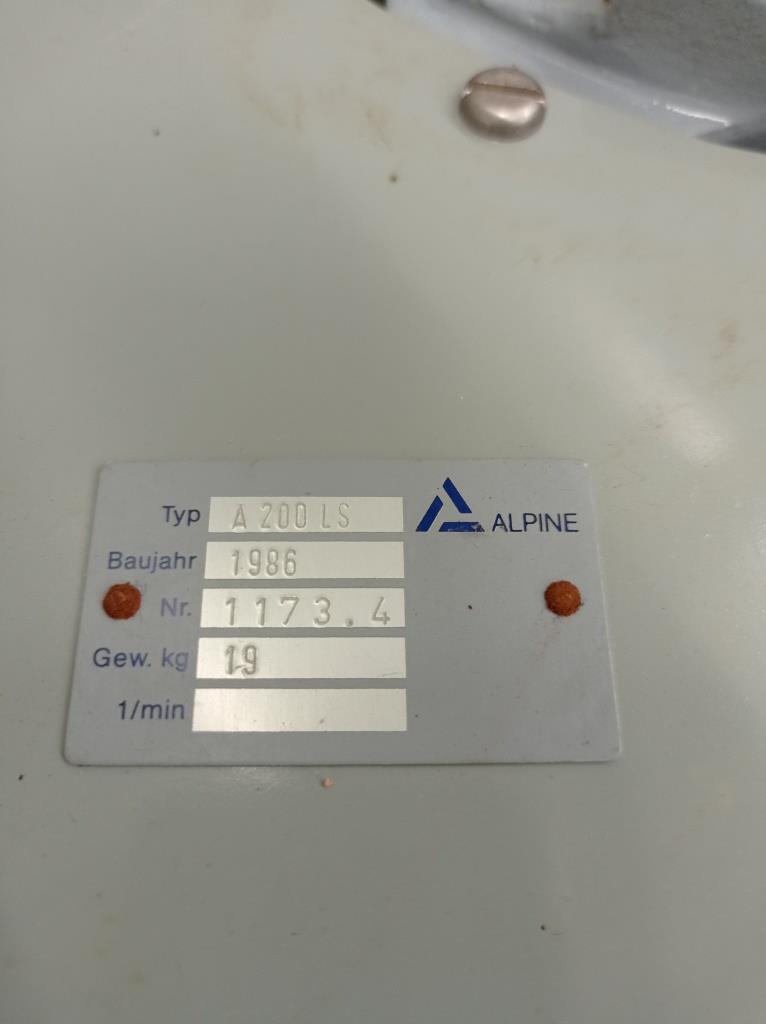 Typ A 200 LS
ALPINE
Baujahr 1986
Nr. 1173.4
Gew. kg 19
1/min